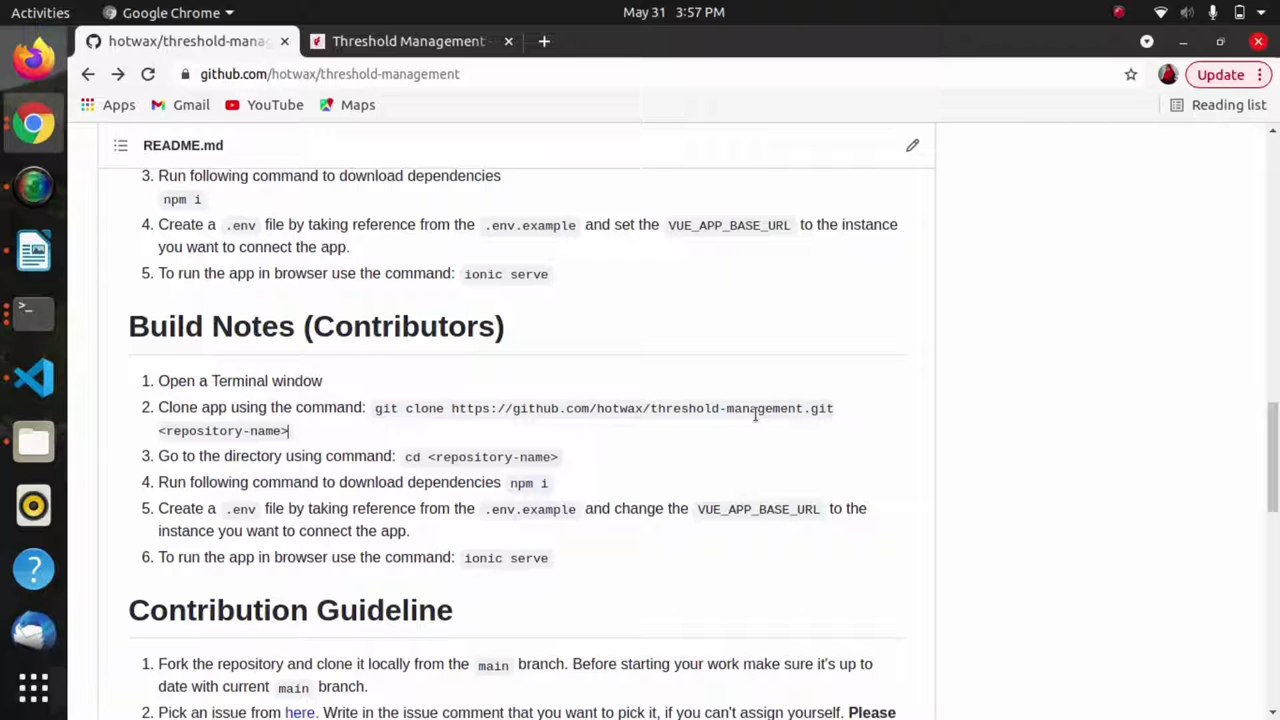 Activities
Google Chrome
May 31 3:57 PM
hotwax/threshold-mana
Threshold Management
github.com/hotwax/threshold-management
Update
Apps
Gmail
YouTube
Maps
Reading list
README.md
3. Run following command to download dependencies
npm i
4. Create a .env file by taking reference from the .env.example and set the VUE_APP_BASE_URL to the instance
you want to connect the app.
5. To run the app in browser use the command: ionic serve
Build Notes (Contributors)
1. Open a Terminal window
2. Clone app using the command: git clone https://github.com/hotwax/threshold-management.git
<repository-name>
3. Go to the directory using command: cd <repository-name>
4. Run following command to download dependencies npm i
5. Create a .env file by taking reference from the .env.example and change the VUE_APP_BASE_URL to the
instance you want to connect the app.
6. To run the app in browser use the command: ionic serve
Contribution Guideline
1. Fork the repository and clone it locally from the main branch. Before starting your work make sure it's up to
date with current main branch.
2. Pick an issue from here. Write in the issue comment that you want to pick it, if you can't assign yourself. Please